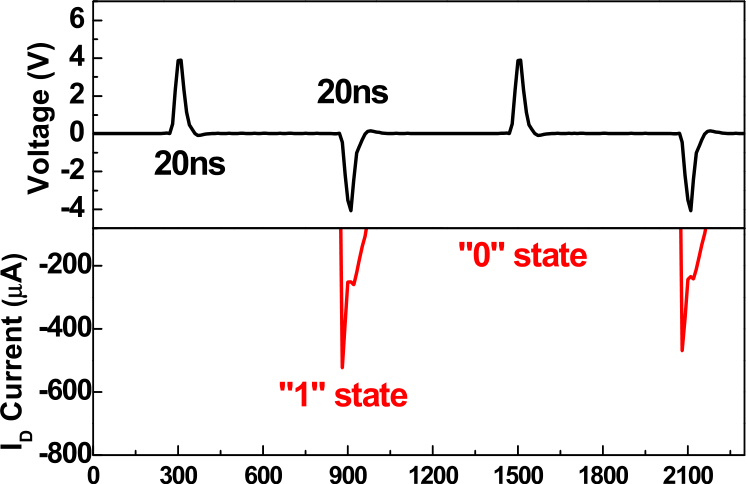 Voltage (V)
6
4
2
0
-2
-4
20ns
20ns
I_D Current (μA)
-200
-400
-600
-800
"0" state
"1" state
0 300 600 900 1200 1500 1800 2100